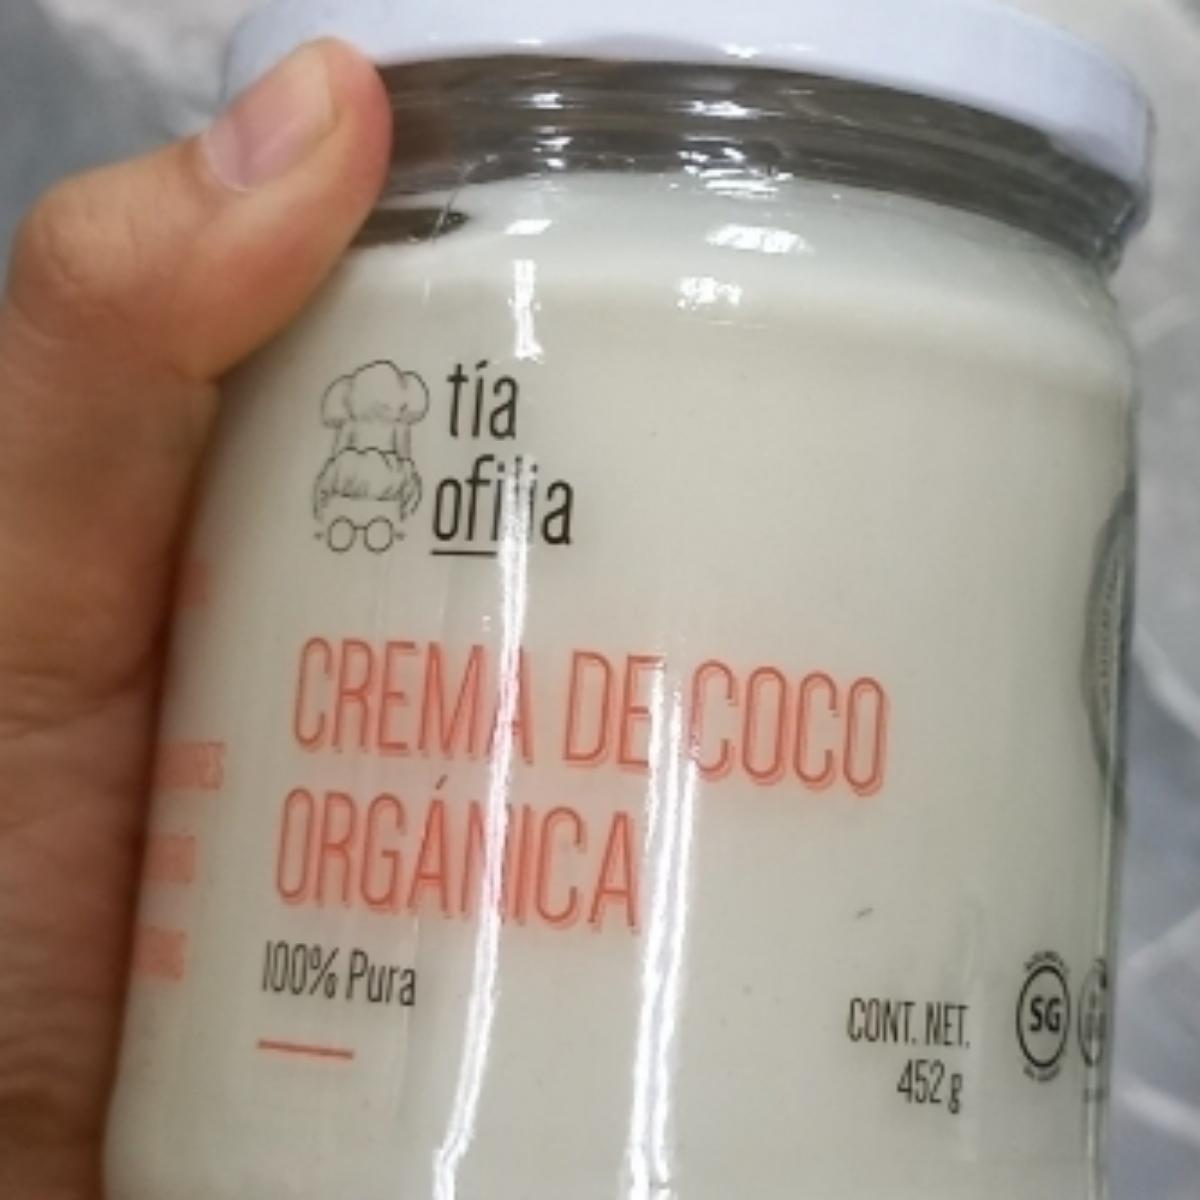 tía
ofilia
CREMA DE COCO
ORGÁNICA
100% Pura
CONT. NET.
452 g
SG